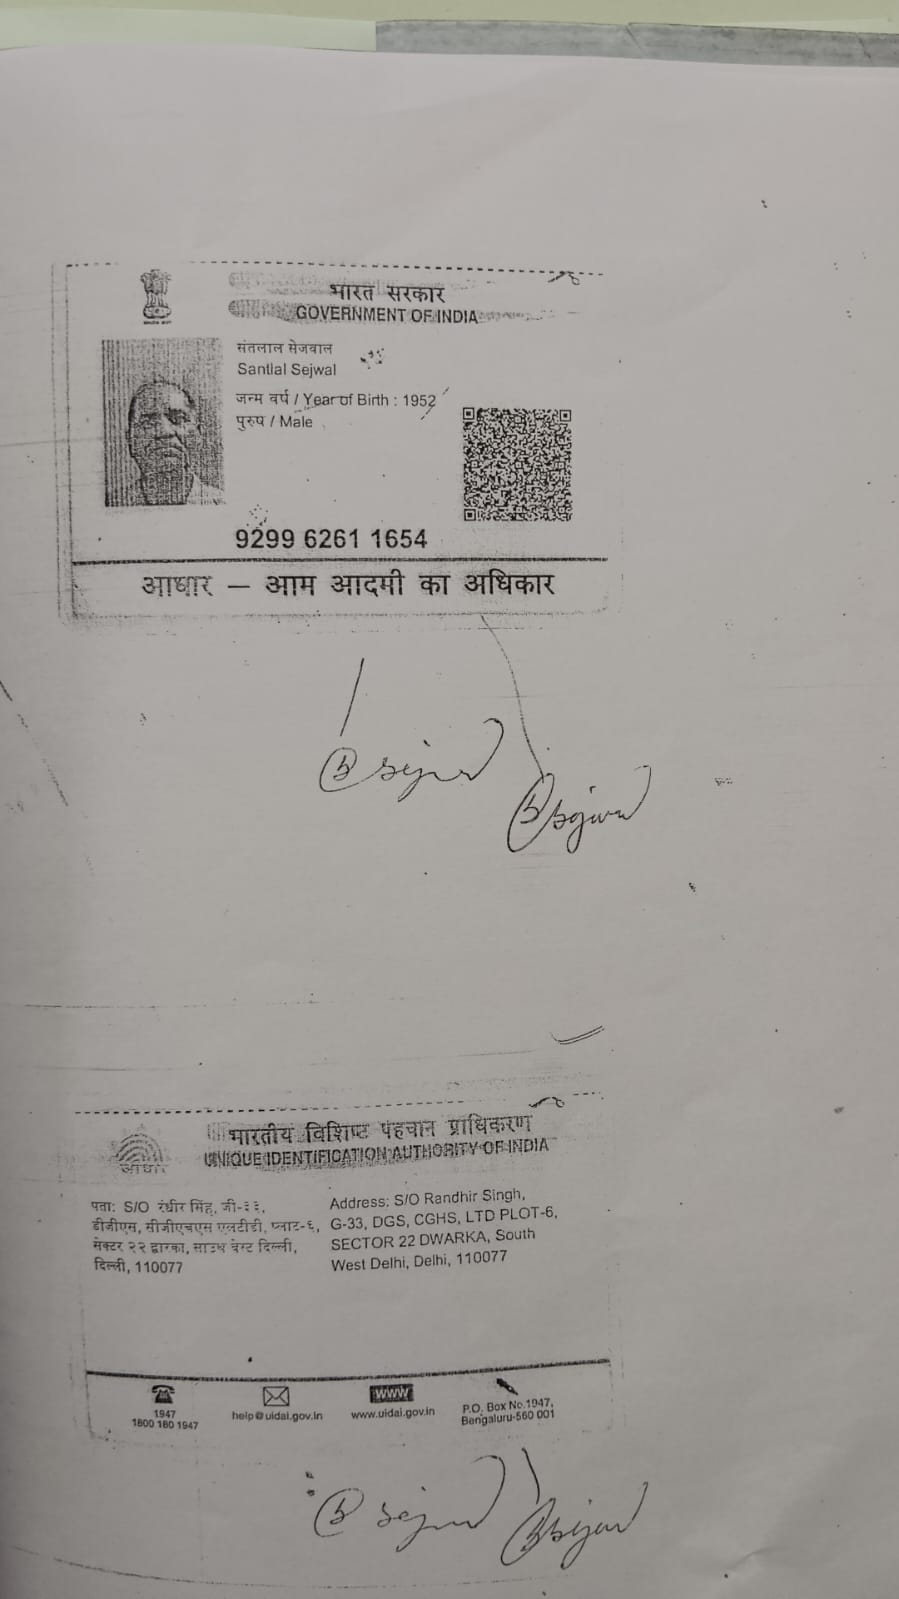 भारत सरकार
GOVERNMENT OF INDIA
संतलाल सेजवाल
Santlal Sejwal
जन्म वर्ष / Year of Birth : 1952
पुरुष / Male
9299 6261 1654
आधार – आम आदमी का अधिकार
भारतीय विशिष्ट पहचान प्राधिकरण
UNIQUE IDENTIFICATION AUTHORITY OF INDIA
आधार
पता: S/O रंधीर सिंह, जी-३३,
डीजीएस, सीजीएचएस एलटीडी, प्लाट-६,
सेक्टर २२ द्वारका, साउथ वेस्ट दिल्ली,
दिल्ली, 110077
Address: S/O Randhir Singh,
G-33, DGS, CGHS, LTD PLOT-6,
SECTOR 22 DWARKA, South
West Delhi, Delhi, 110077
1947
1800 180 1947
help@uidai.gov.in
www
www.uidai.gov.in
P.O. Box No.1947,
Bengaluru-560 001